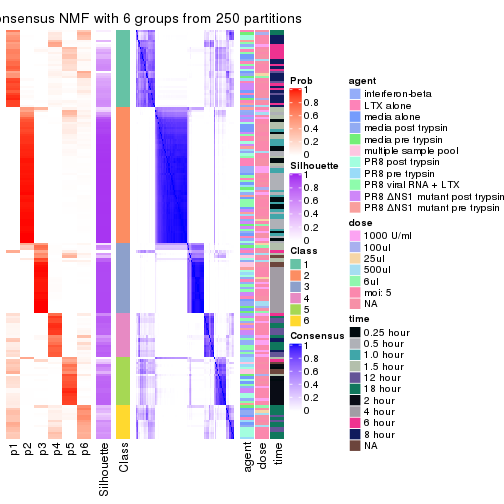 onsensus NMF with 6 groups from 250 partitions
Prob
1
0.8
0.6
0.4
0.2
0
Silhouette
1
0.8
0.6
0.4
0.2
0
Class
1
2
3
4
5
6
Consensus
1
0.8
0.6
0.4
0.2
0
agent
interferon-beta
LTX alone
media alone
media post trypsin
media pre trypsin
multiple sample pool
PR8 post trypsin
PR8 pre trypsin
PR8 viral RNA + LTX
PR8 ΔNS1 mutant post trypsin
PR8 ΔNS1 mutant pre trypsin
dose
1000 U/ml
100ul
25ul
500ul
6ul
moi: 5
NA
time
0.25 hour
0.5 hour
1.0 hour
1.5 hour
12 hour
18 hour
2 hour
4 hour
6 hour
8 hour
NA
p1
p2
p3
p4
p5
p6
Silhouette
Class
agent
dose
time